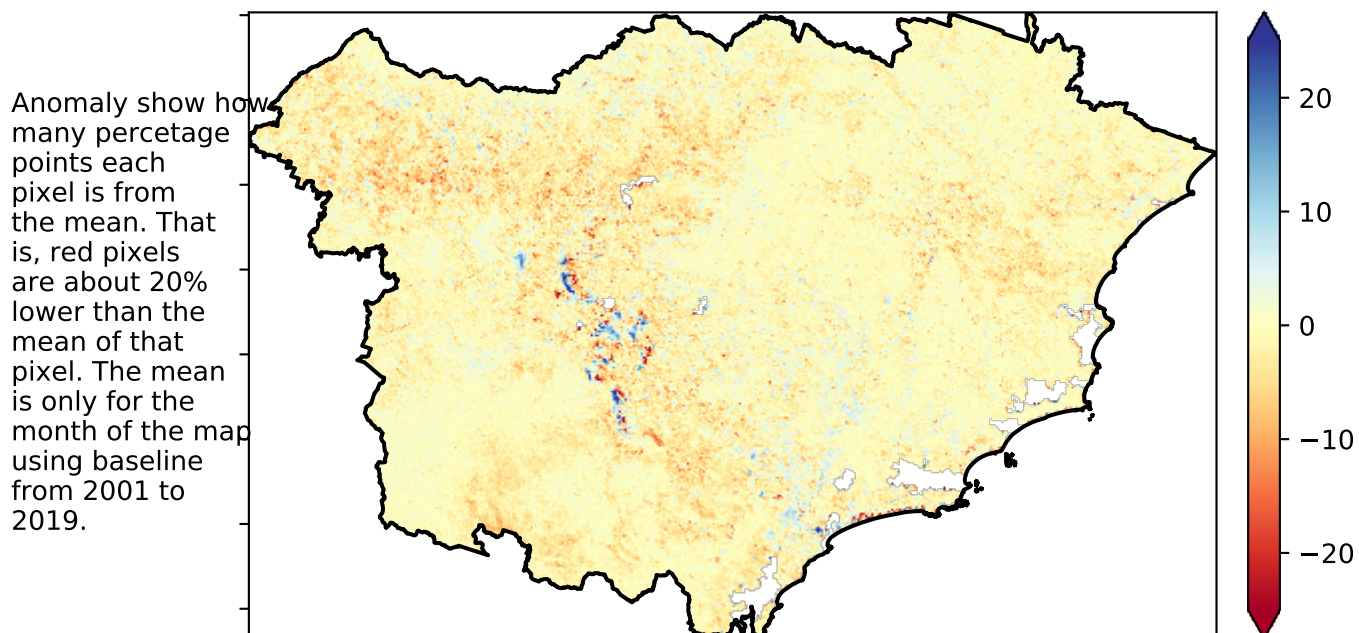 Anomaly show how
many percetage
points each
pixel is from
the mean. That
is, red pixels
are about 20%
lower than the
mean of that
pixel. The mean
is only for the
month of the map
using baseline
from 2001 to
2019.
20
10
0
−10
−20